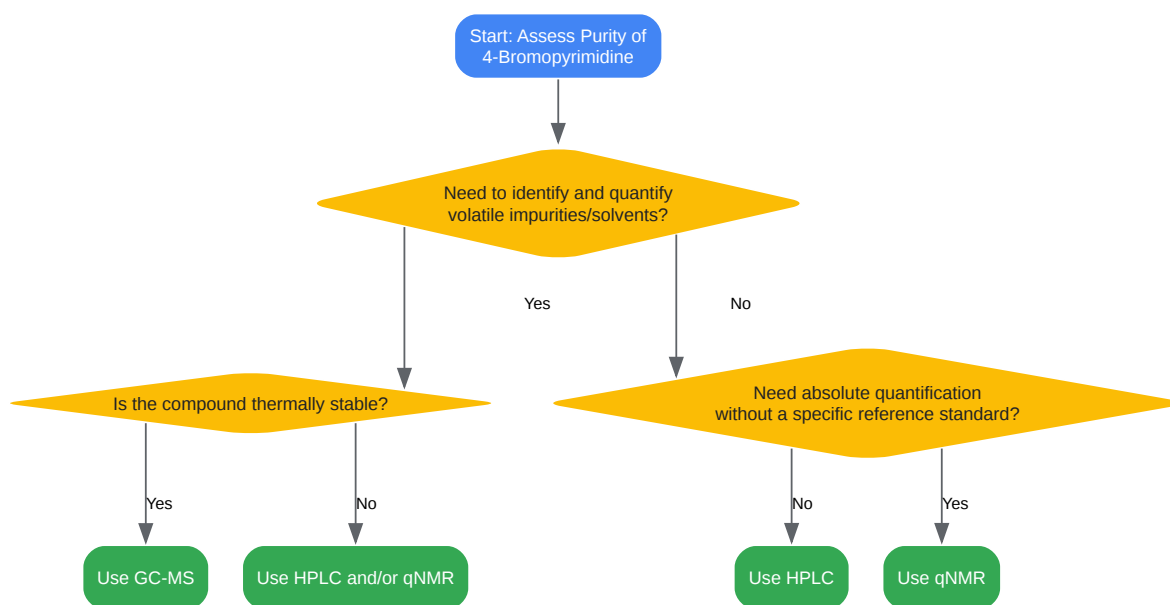 Start: Assess Purity of
4-Bromopyrimidine
Need to identify and quantify
volatile impurities/solvents?
Yes
No
Is the compound thermally stable?
Need absolute quantification
without a specific reference standard?
Yes
No
No
Yes
Use GC-MS
Use HPLC and/or qNMR
Use HPLC
Use qNMR